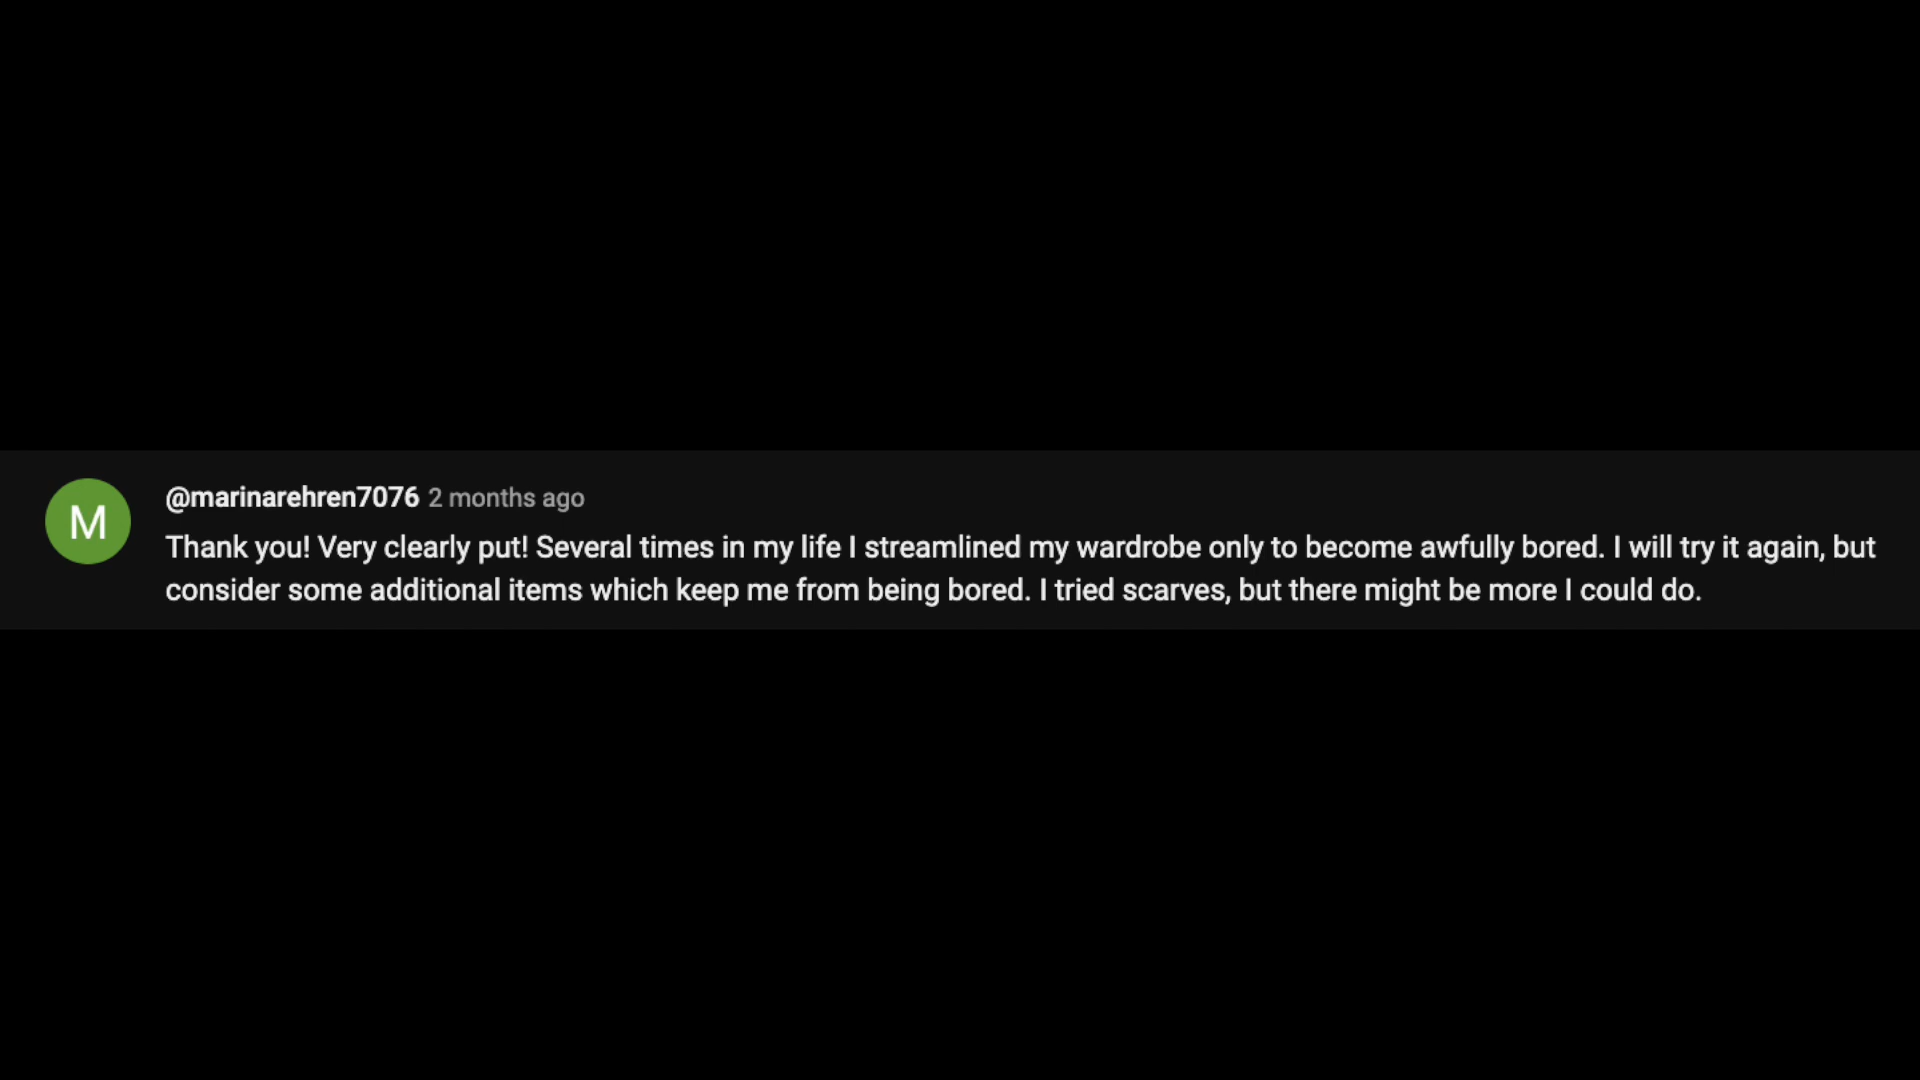 M
@marinarehren7076 2 months ago
Thank you! Very clearly put! Several times in my life I streamlined my wardrobe only to become awfully bored. I will try it again, but
consider some additional items which keep me from being bored. I tried scarves, but there might be more I could do.